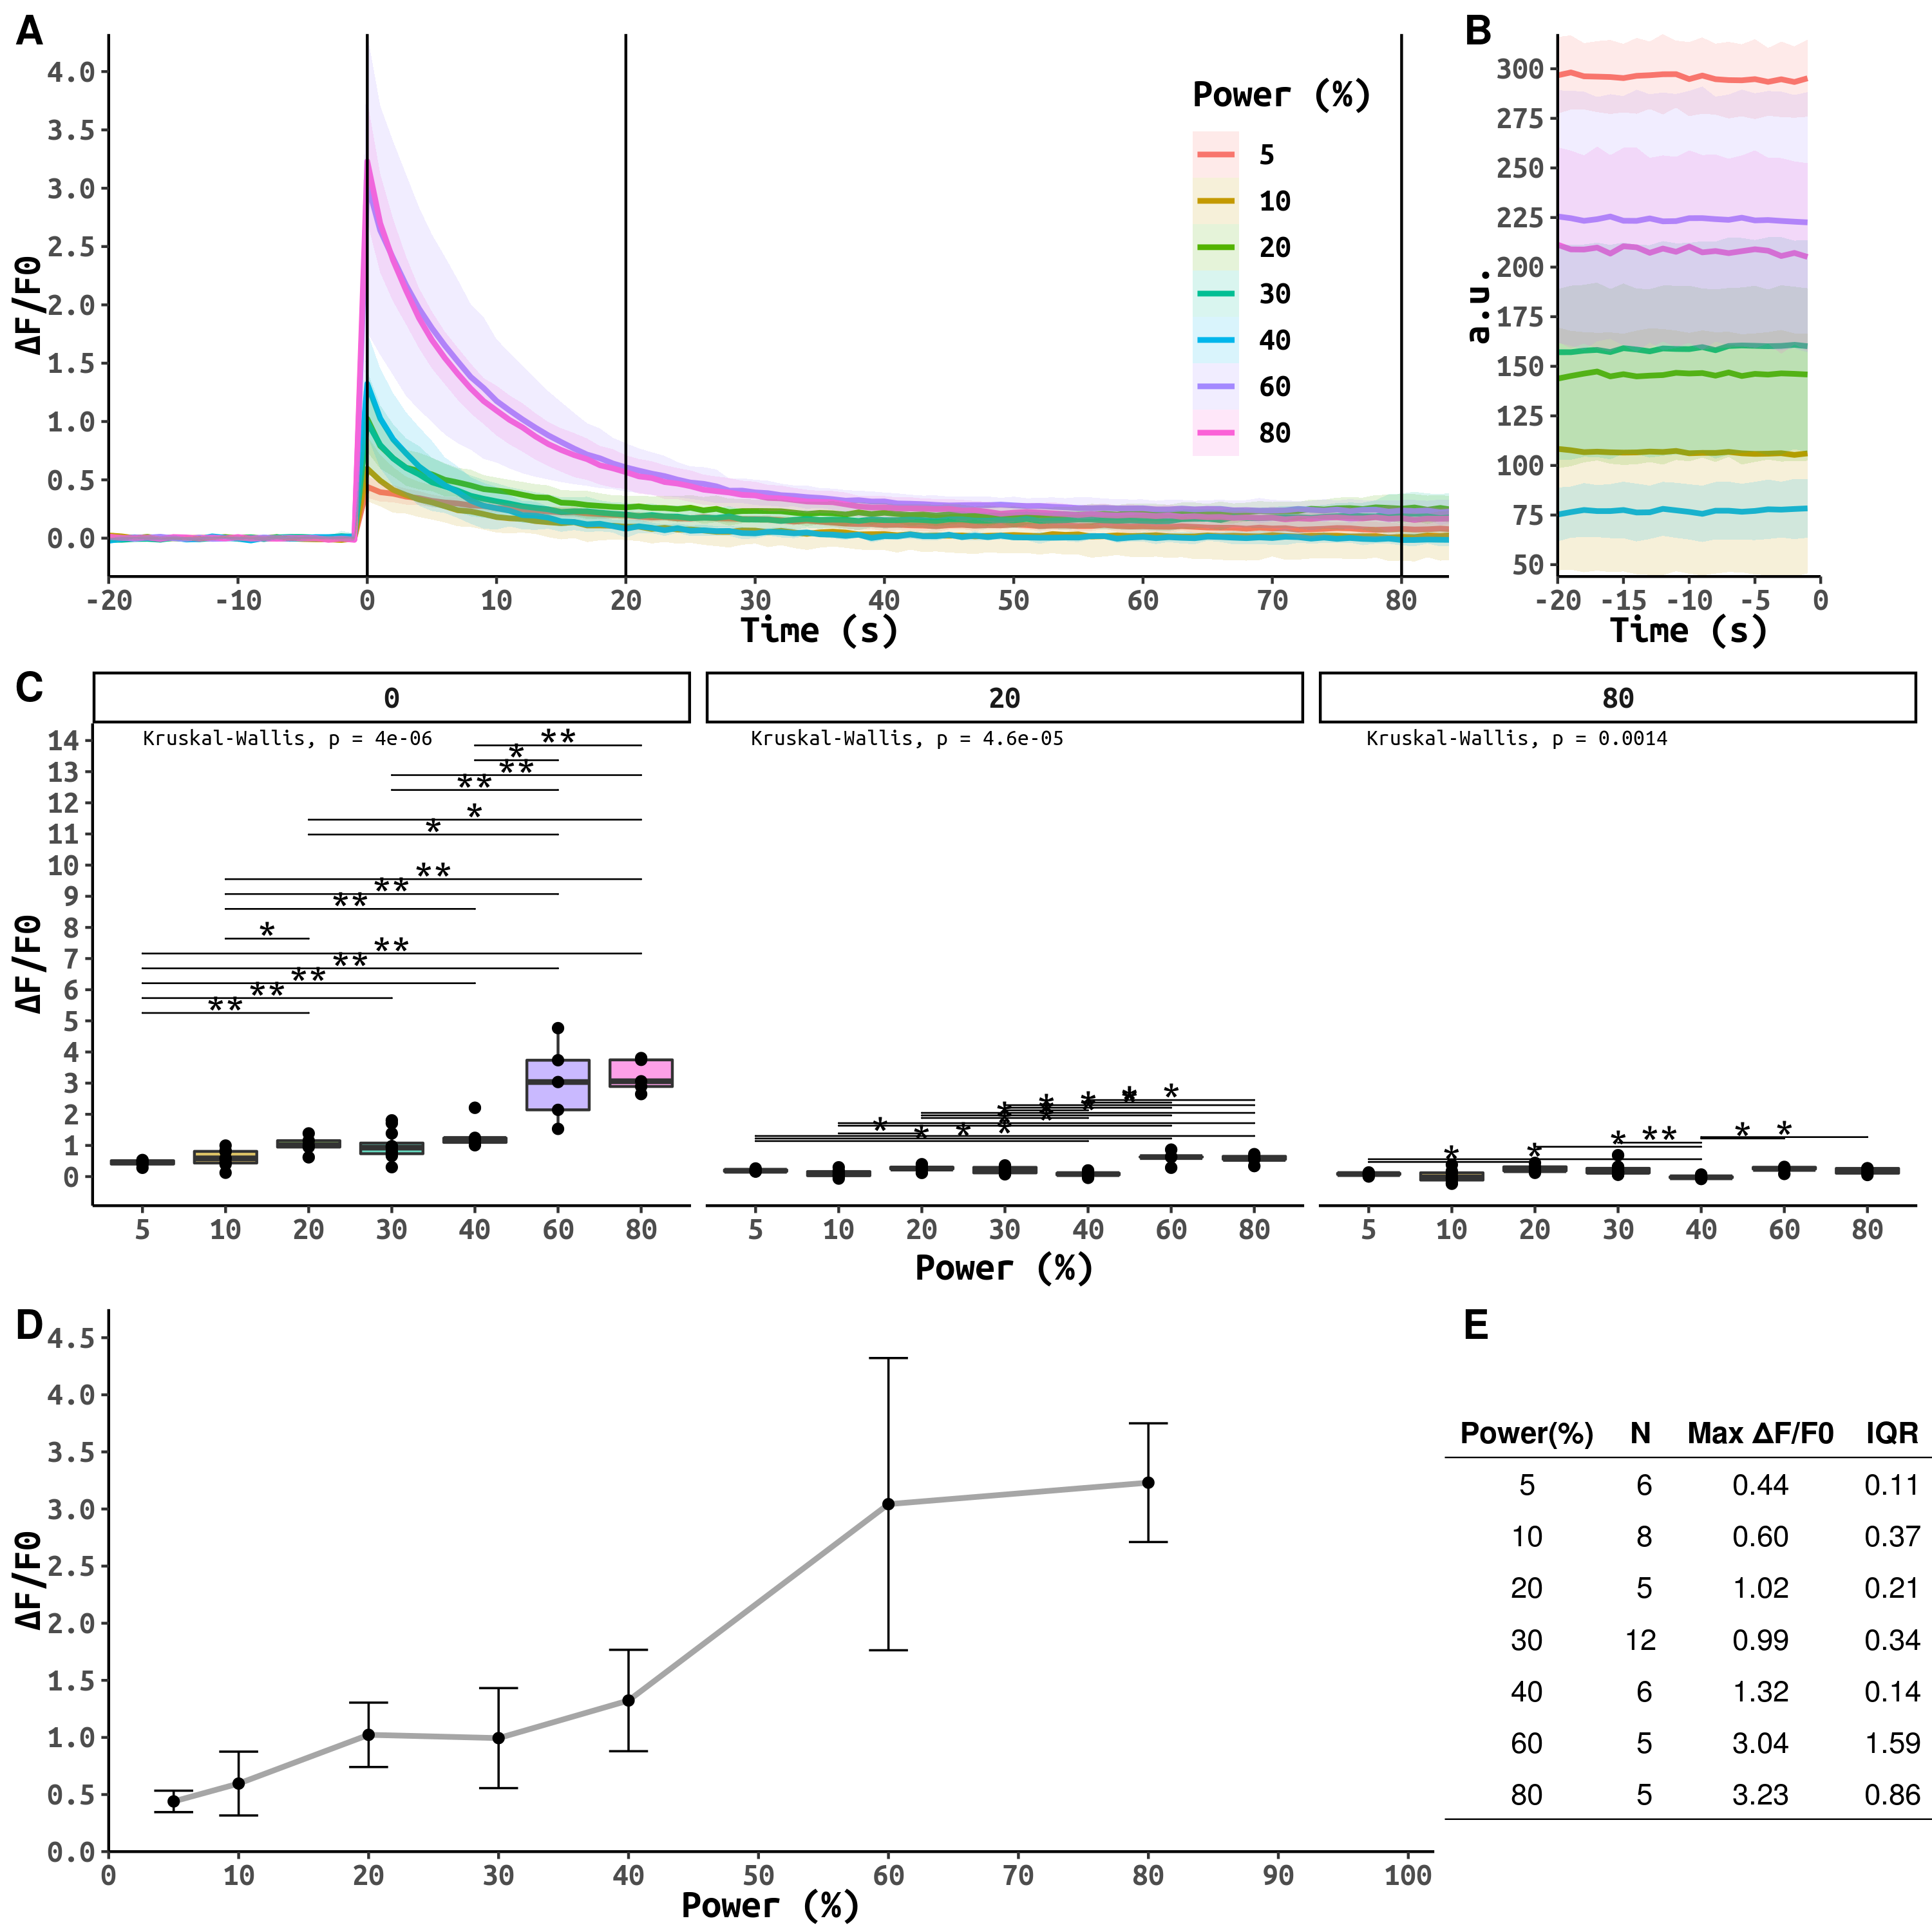 A
ΔF/F0
4.0
3.5
3.0
2.5
2.0
1.5
1.0
0.5
0.0
-20 -10 0 10 20 30 40 50 60 70 80
Time (s)
Power (%)
5
10
20
30
40
60
80
B
a.u.
300
275
250
225
200
175
150
125
100
75
50
-20 -15 -10 -5 0
Time (s)
C
ΔF/F0
0
20
80
Kruskal-Wallis, p = 4e-06
Kruskal-Wallis, p = 4.6e-05
Kruskal-Wallis, p = 0.0014
14
13
12
11
10
9
8
7
6
5
4
3
2
1
0
**
*
**
**
*
*
**
**
**
*
**
**
**
**
**
5 10 20 30 40 60 80
5 10 20 30 40 60 80
5 10 20 30 40 60 80
Power (%)
D
ΔF/F0
4.5
4.0
3.5
3.0
2.5
2.0
1.5
1.0
0.5
0.0
0 10 20 30 40 50 60 70 80 90 100
Power (%)
E
Power(%) N Max ΔF/F0 IQR
5 6 0.44 0.11
10 8 0.60 0.37
20 5 1.02 0.21
30 12 0.99 0.34
40 6 1.32 0.14
60 5 3.04 1.59
80 5 3.23 0.86